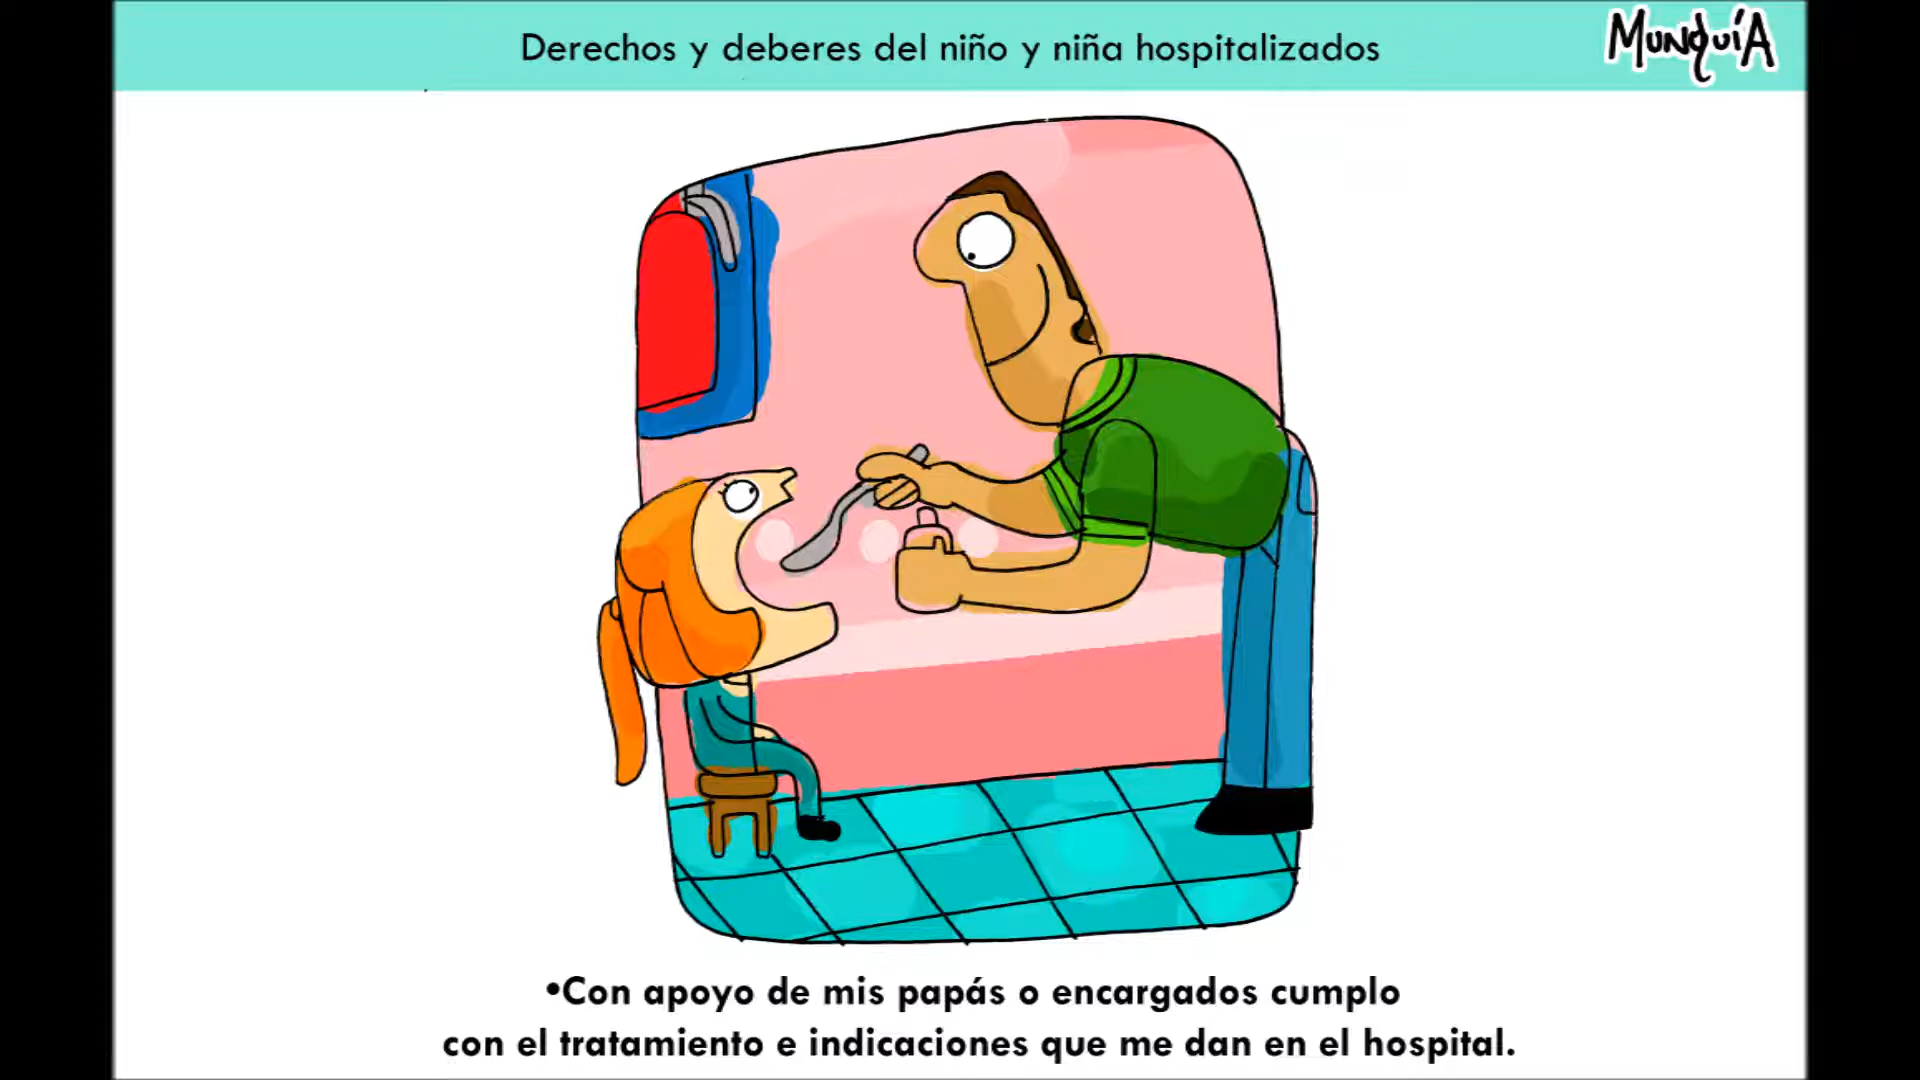 Derechos y deberes del niño y niña hospitalizados
MunguíA
•Con apoyo de mis papás o encargados cumplo
con el tratamiento e indicaciones que me dan en el hospital.